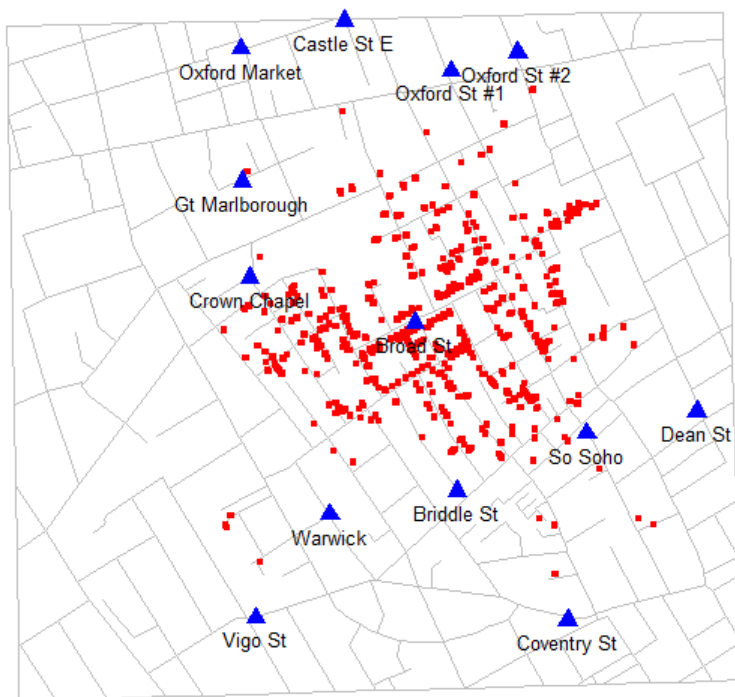 Castle St E
Oxford Market
Oxford St #2
Oxford St #1
Gt Marlborough
Crown Chapel
Broad St
Dean St
So Soho
Briddle St
Warwick
Vigo St
Coventry St